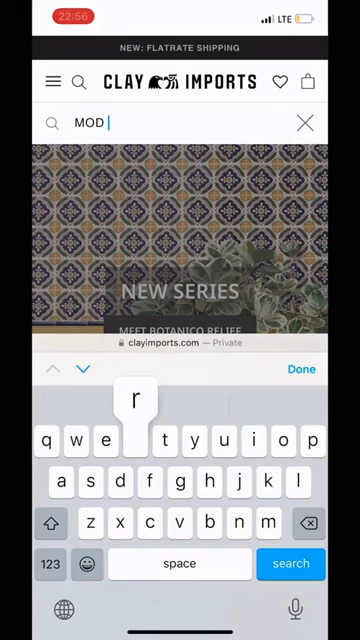 22:56
LTE
NEW: FLATRATE SHIPPING
CLAY IMPORTS
MOD
NEW SERIES
MEET BOTANICO RELIEF
clayimports.com — Private
Done
r
q w e t y u i o p
a s d f g h j k l
z x c v b n m
123 space search